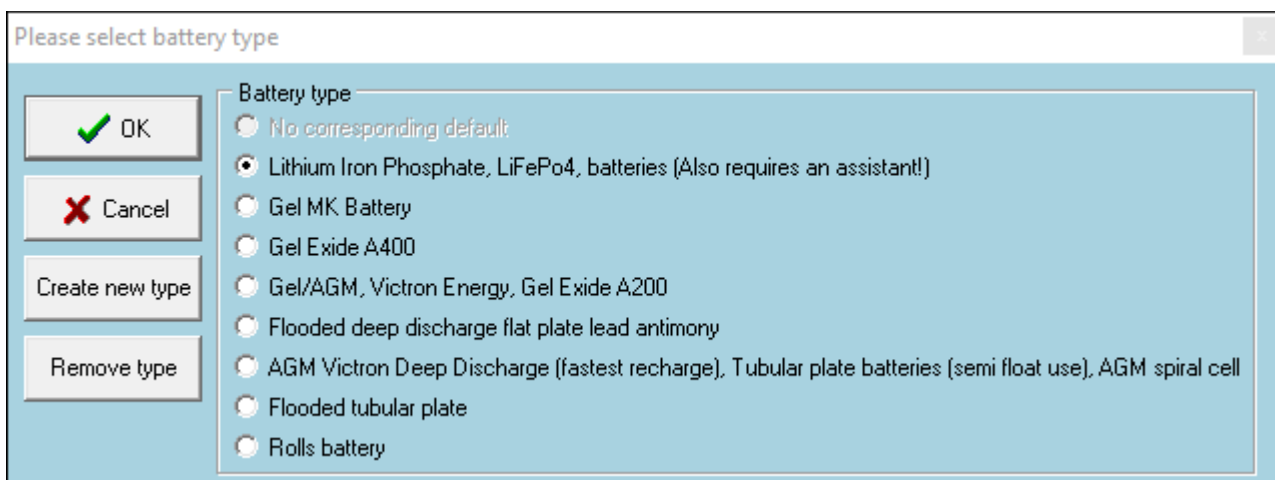 Please select battery type
OK
Cancel
Create new type
Remove type
Battery type
No corresponding default
Lithium Iron Phosphate, LiFePo4, batteries (Also requires an assistant!)
Gel MK Battery
Gel Exide A400
Gel/AGM, Victron Energy, Gel Exide A200
Flooded deep discharge flat plate lead antimony
AGM Victron Deep Discharge (fastest recharge), Tubular plate batteries (semi float use), AGM spiral cell
Flooded tubular plate
Rolls battery